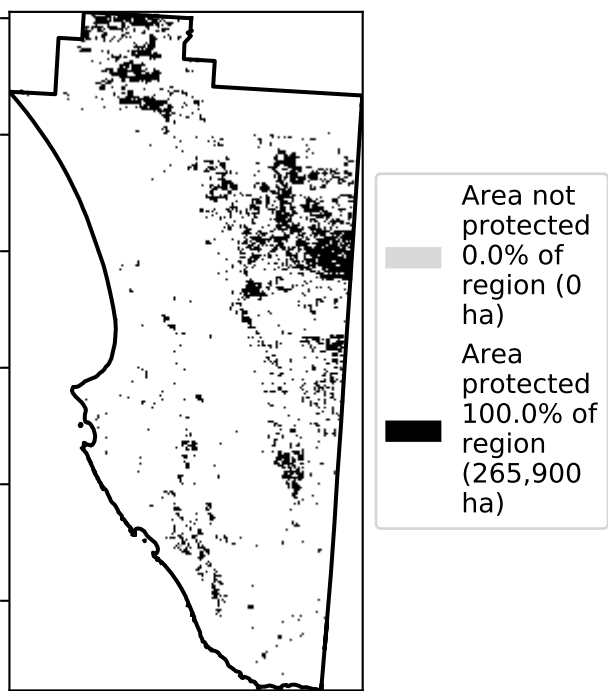 Area not
protected
0.0% of
region (0
ha)
Area
protected
100.0% of
region
(265,900
ha)